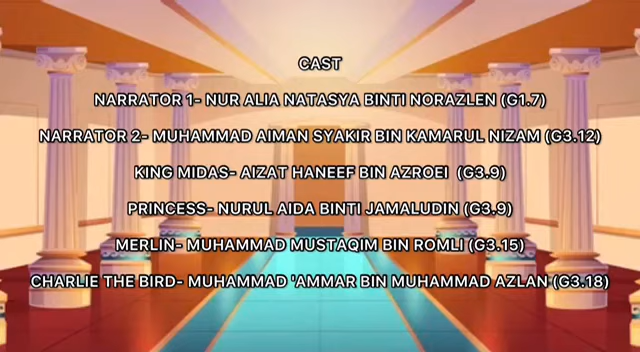 CAST
NARRATOR 1- NUR ALIA NATASYA BINTI NORAZLEN (G1.7)
NARRATOR 2- MUHAMMAD AIMAN SYAKIR BIN KAMARUL NIZAM (G3.12)
KING MIDAS- AIZAT HANEEF BIN AZROEI (G3.9)
PRINCESS- NURUL AIDA BINTI JAMALUDIN (G3.9)
MERLIN- MUHAMMAD MUSTAQIM BIN ROMLI (G3.15)
CHARLIE THE BIRD- MUHAMMAD 'AMMAR BIN MUHAMMAD AZLAN (G3.18)